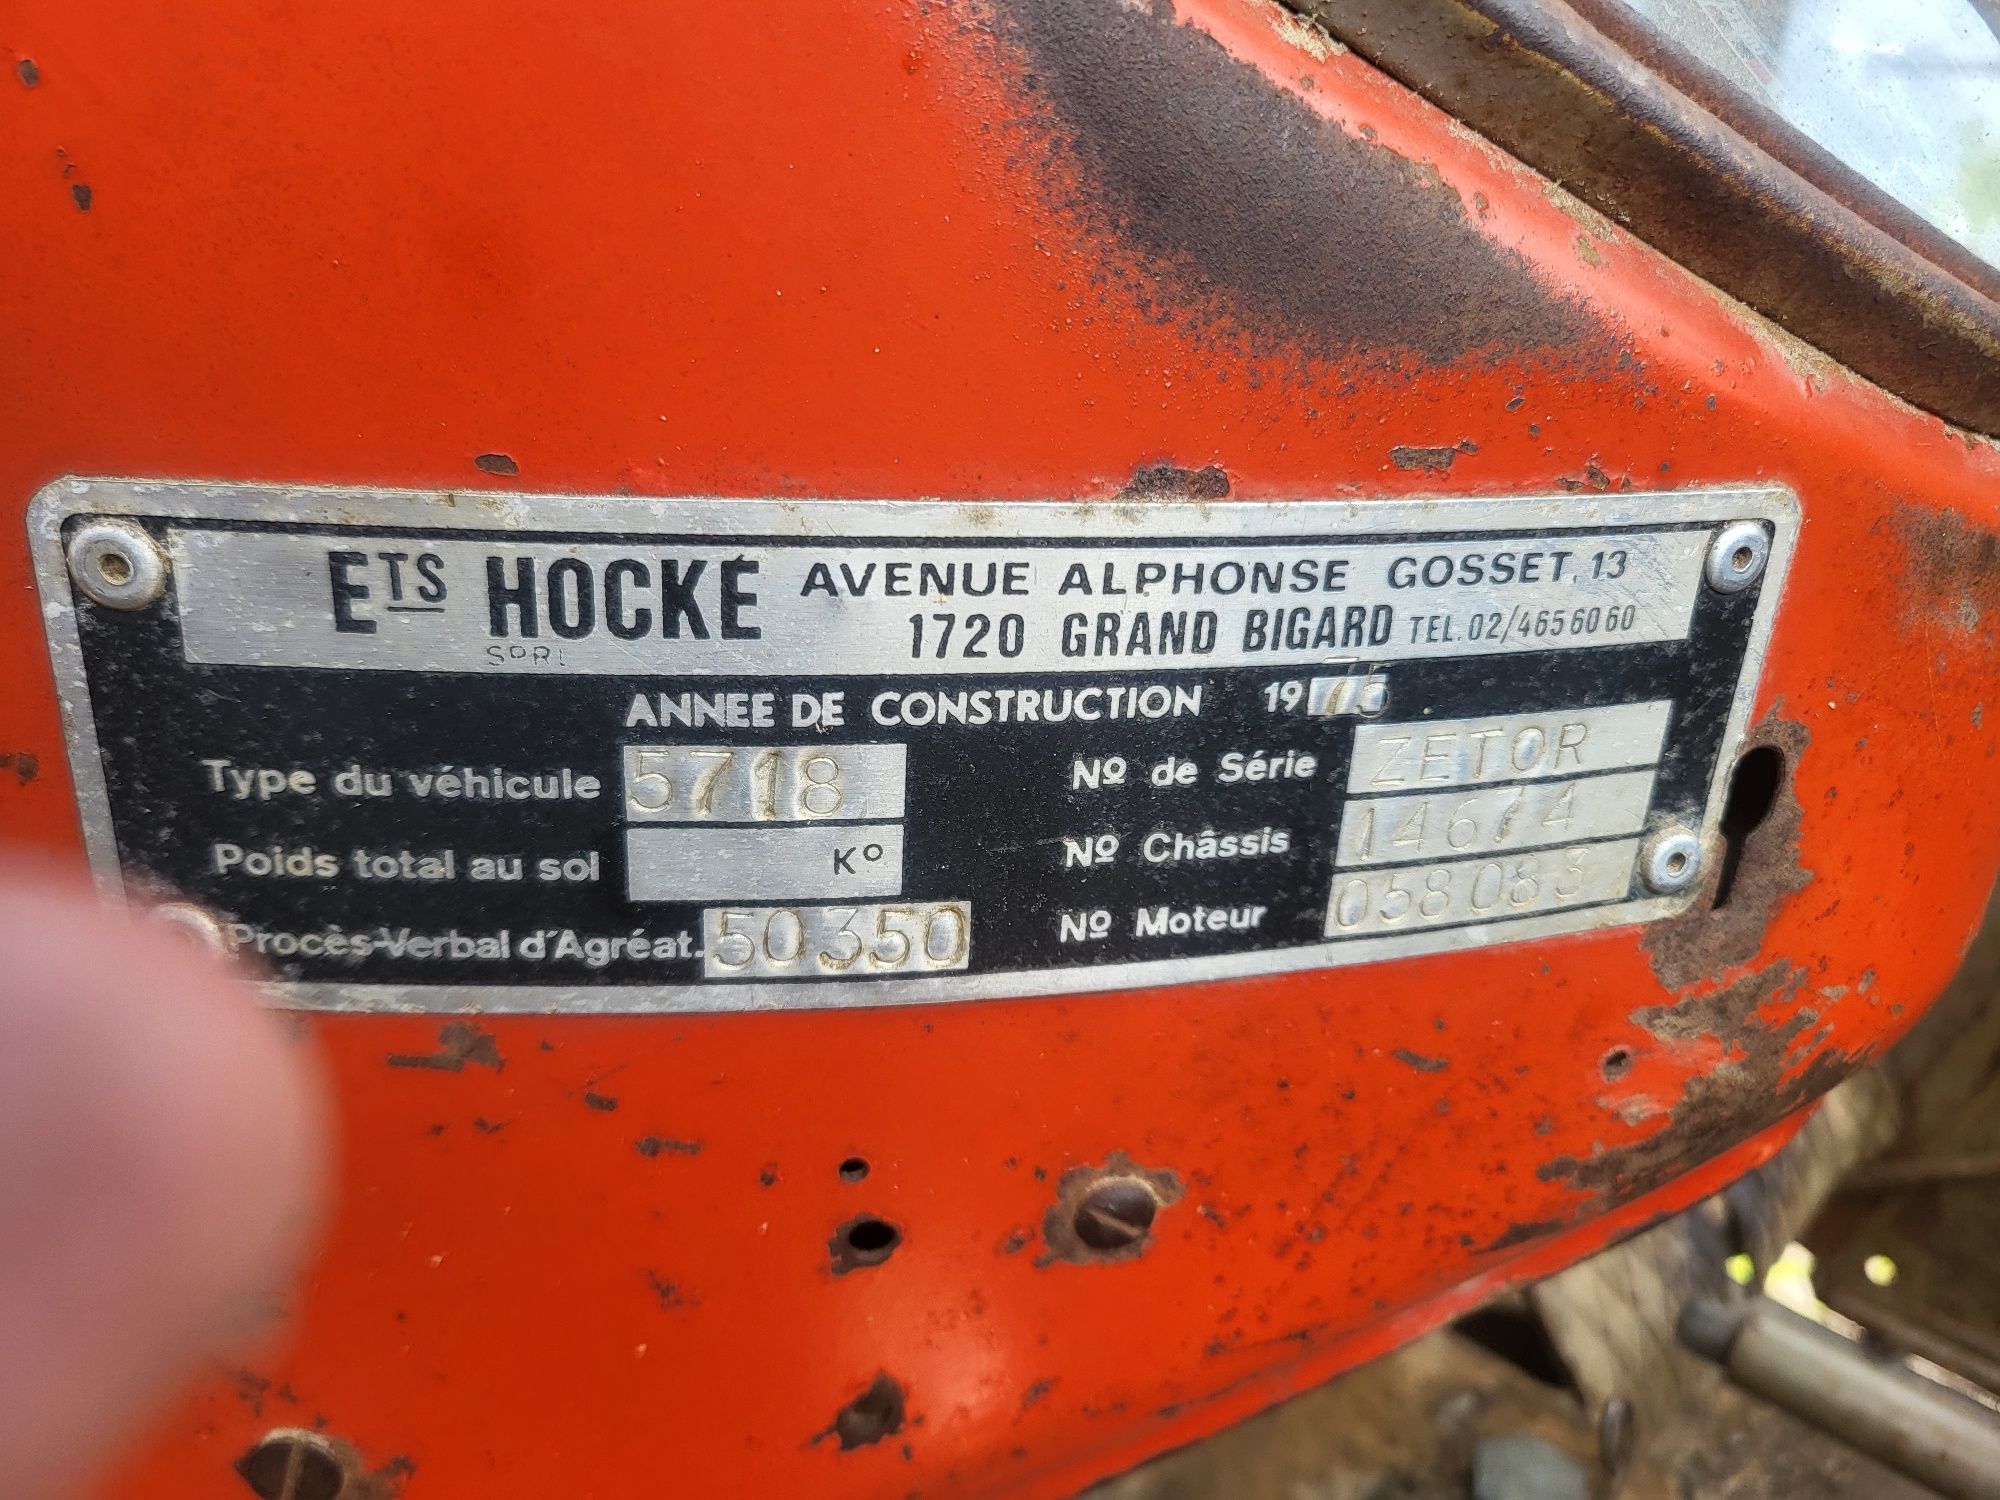 ETS HOCKÉ AVENUE ALPHONSE GOSSET, 13
SPRL 1720 GRAND BIGARD TEL. 02/465 60 60
ANNEE DE CONSTRUCTION 1975
Type du véhicule 5718 Nº de Série ZETOR
Poids total au sol Kº Nº Châssis 14674
Procès-Verbal d'Agréat. 50350 Nº Moteur 058083